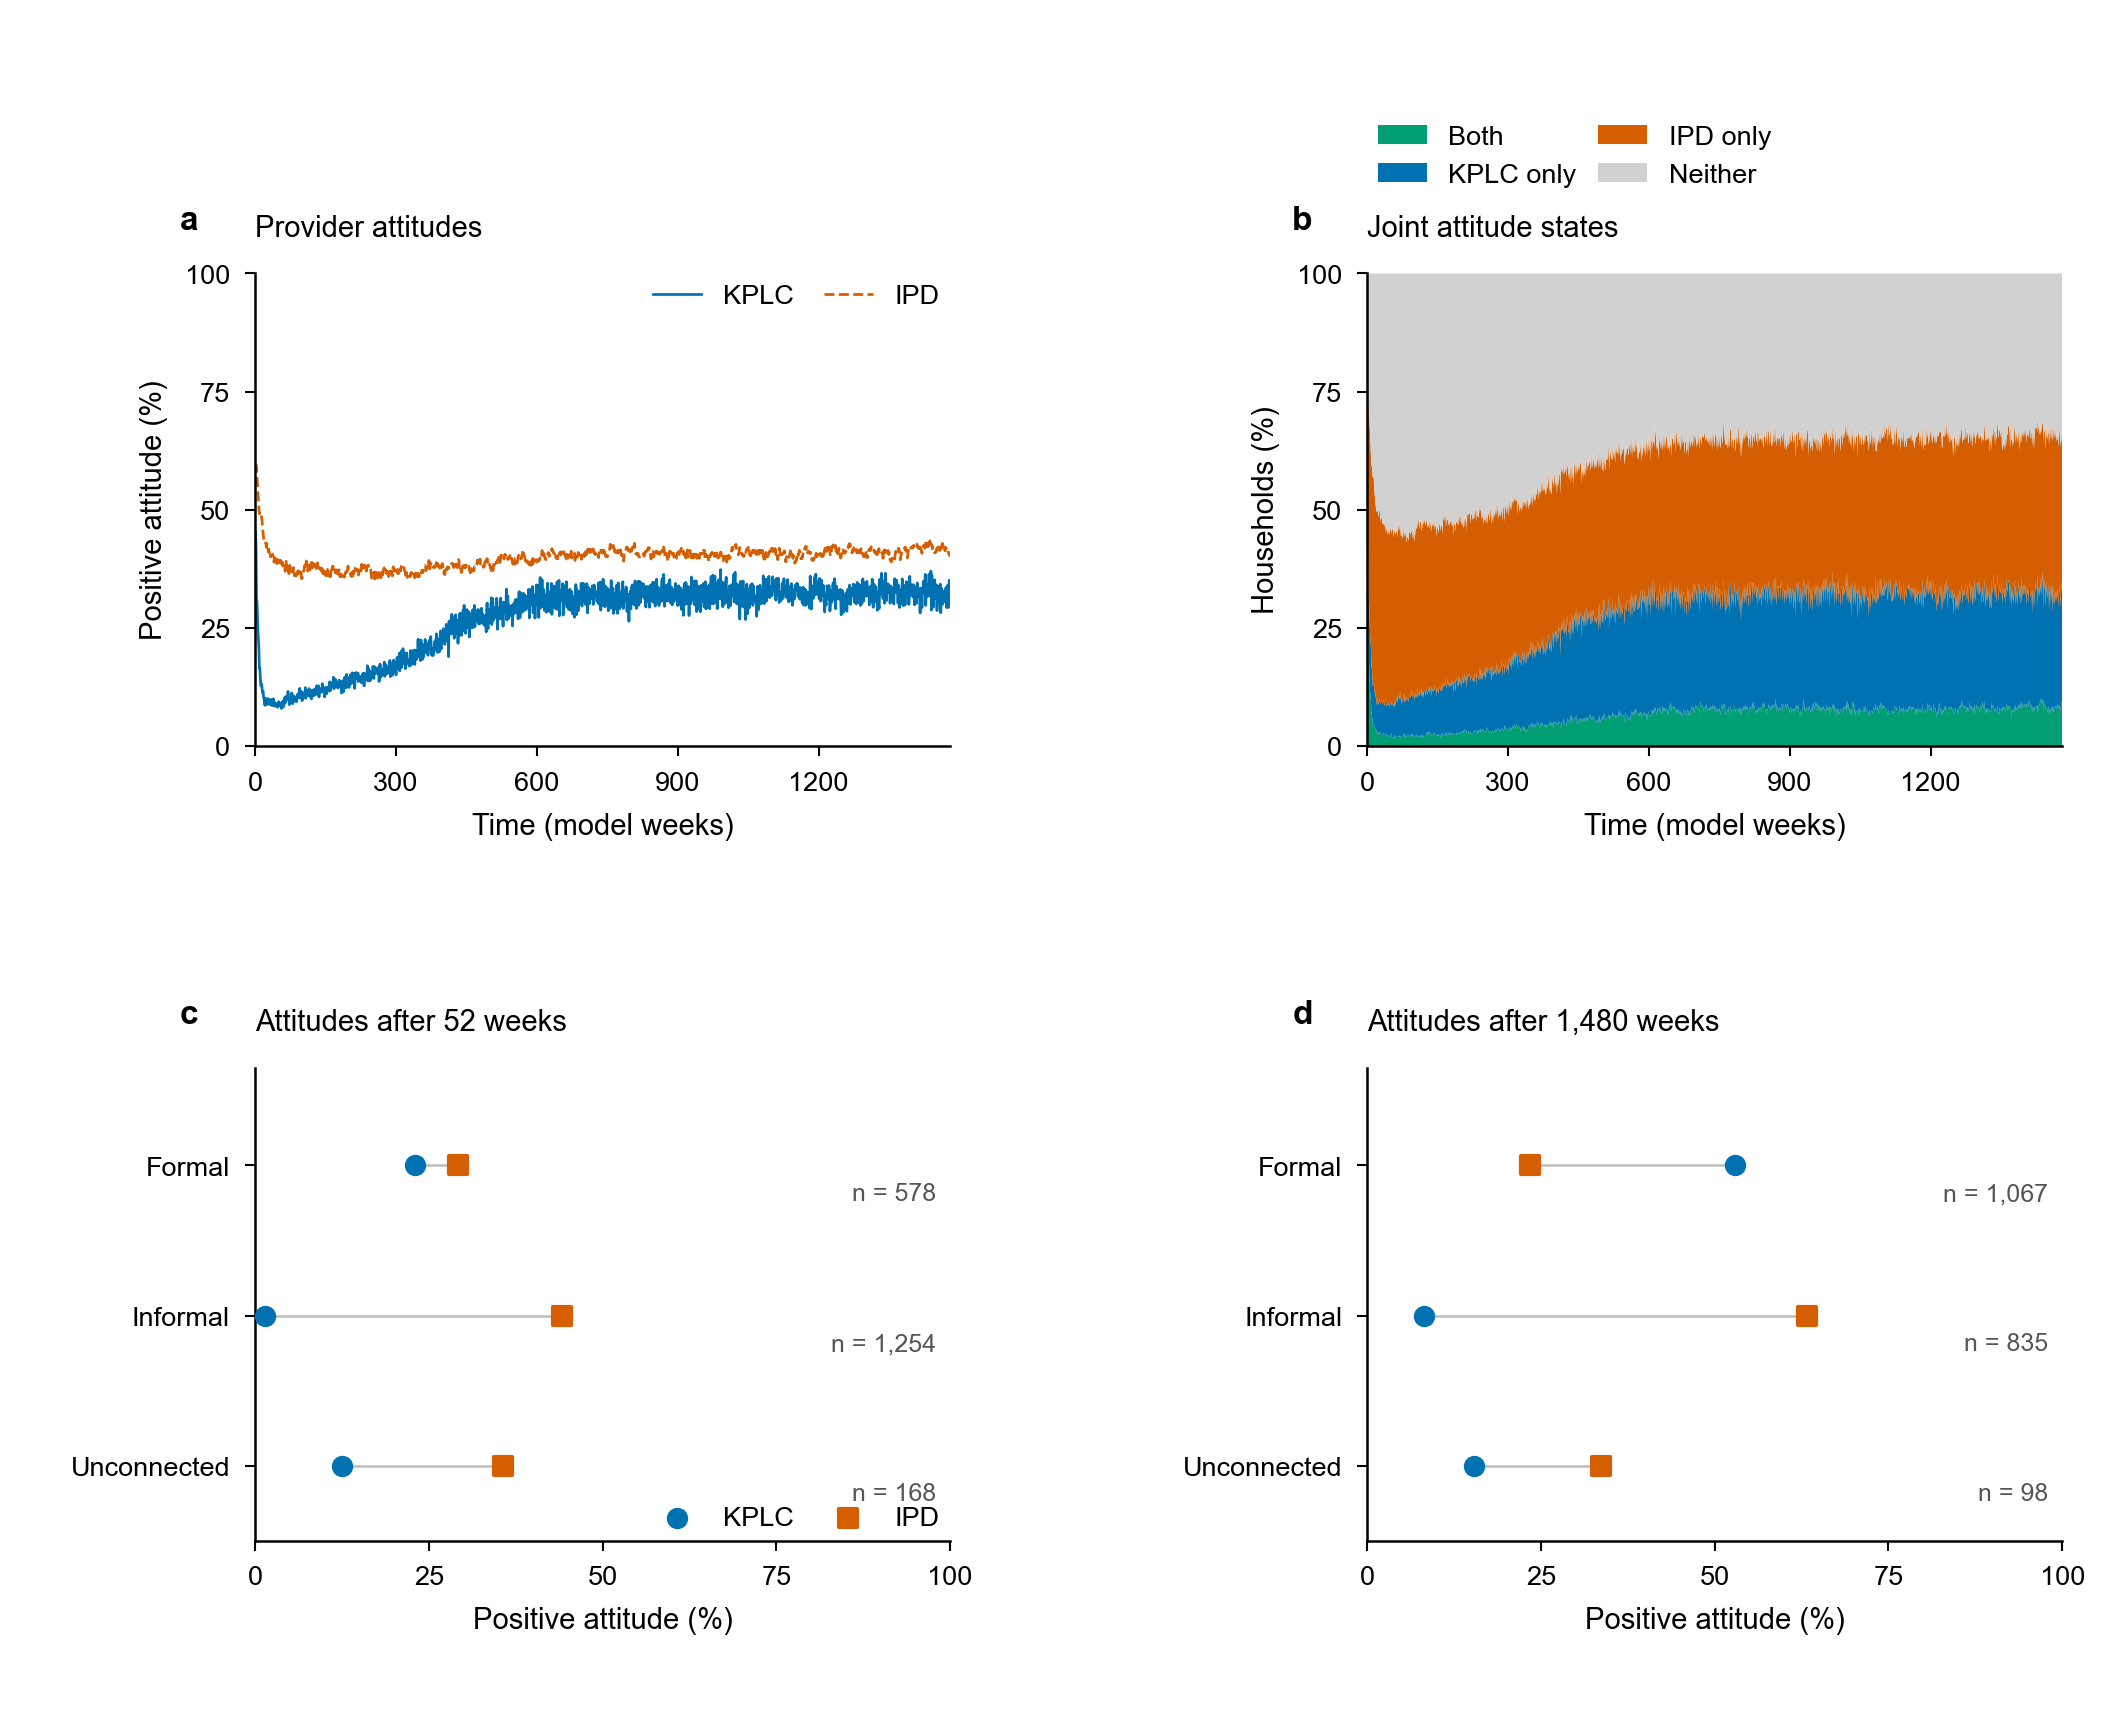 Both IPD only
KPLC only Neither
a Provider attitudes
KPLC IPD
100
75
50
25
0
Positive attitude (%)
0 300 600 900 1200
Time (model weeks)
b Joint attitude states
100
75
50
25
0
Households (%)
0 300 600 900 1200
Time (model weeks)
c Attitudes after 52 weeks
Formal
n = 578
Informal
n = 1,254
Unconnected
n = 168
KPLC IPD
0 25 50 75 100
Positive attitude (%)
d Attitudes after 1,480 weeks
Formal
n = 1,067
Informal
n = 835
Unconnected
n = 98
0 25 50 75 100
Positive attitude (%)